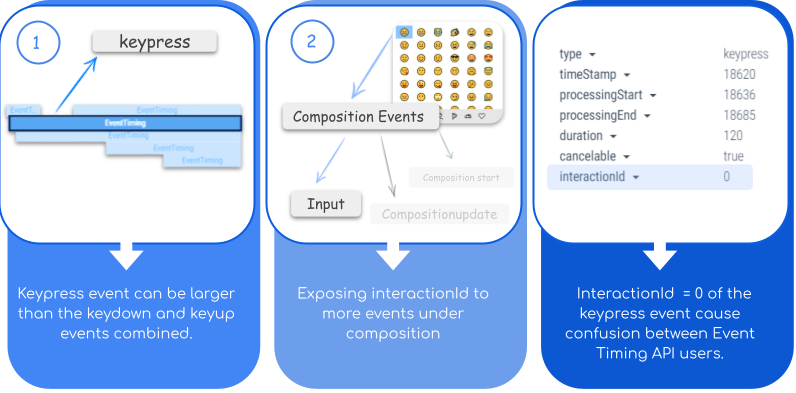 1
keypress
EventT...
EventTiming
EventTiming
EventTiming
EventTiming
EventTiming
Keypress event can be larger
than the keydown and keyup
events combined.
2
Composition Events
Composition start
Input
Compositionupdate
Exposing interactionId to
more events under
composition
type keypress
timeStamp 18620
processingStart 18636
processingEnd 18685
duration 120
cancelable true
interactionId 0
InteractionId = 0 of the
keypress event cause
confusion between Event
Timing API users.